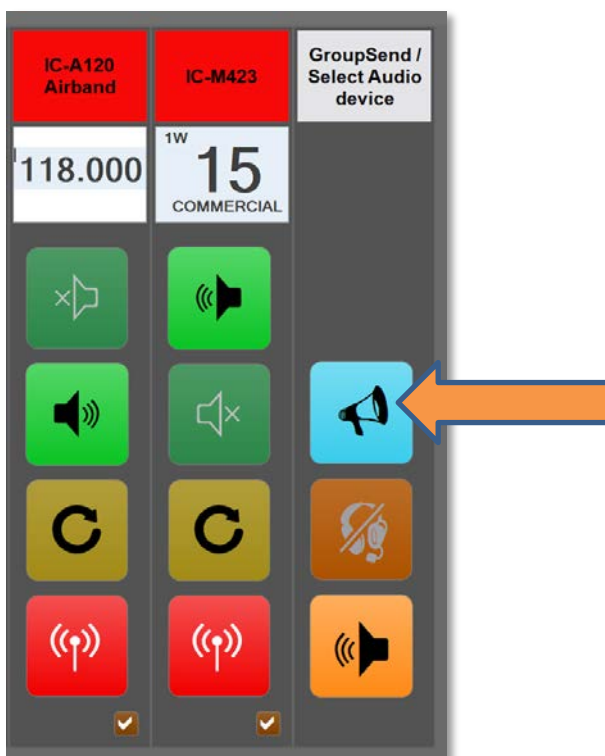 IC-A120
Airband
IC-M423
GroupSend /
Select Audio
device
118.000
1W
15
COMMERCIAL